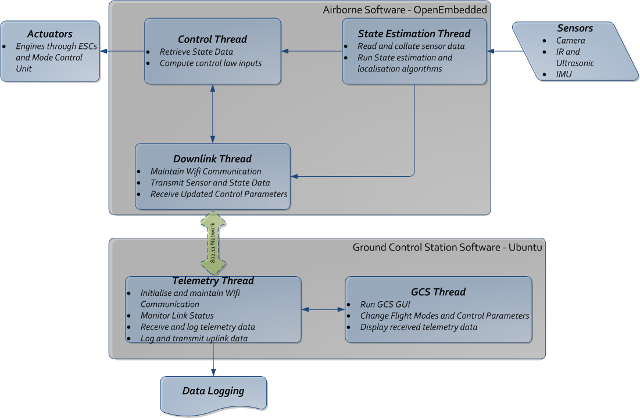 Airborne Software - OpenEmbedded
Actuators
• Engines through ESCs
and Mode Control
Unit
Control Thread
• Retrieve State Data
• Compute control law inputs
State Estimation Thread
• Read and collate sensor data
• Run State estimation and
localisation algorithms
Sensors
• Camera
• IR and
Ultrasonic
• IMU
Downlink Thread
• Maintain Wifi Communication
• Transmit Sensor and State Data
• Receive Updated Control Parameters
802.11 Network
Ground Control Station Software - Ubuntu
Telemetry Thread
• Initialise and maintain Wifi
Communication
• Monitor Link Status
• Receive and log telemetry data
• Log and transmit uplink data
GCS Thread
• Run GCS GUI
• Change Flight Modes and Control Parameters
• Display received telemetry data
Data Logging